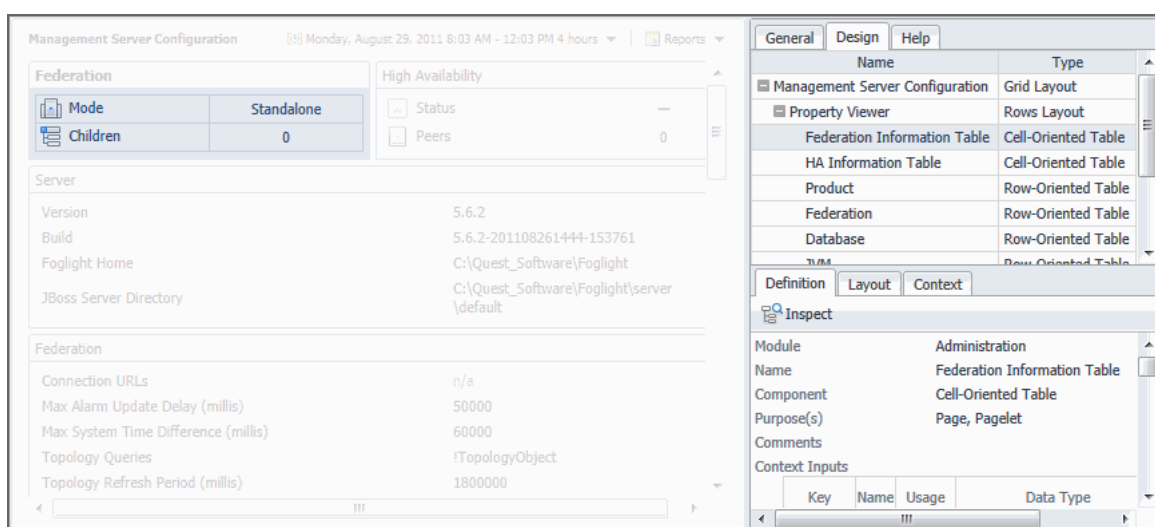 Management Server Configuration Monday, August 29, 2011 8:03 AM - 12:03 PM 4 hours Reports
Federation
Mode Standalone
Children 0
High Availability
Status —
Peers 0
Server
Version 5.6.2
Build 5.6.2-201108261444-153761
Foglight Home C:\Quest_Software\Foglight
JBoss Server Directory C:\Quest_Software\Foglight\server
\default
Federation
Connection URLs n/a
Max Alarm Update Delay (millis) 50000
Max System Time Difference (millis) 60000
Topology Queries !TopologyObject
Topology Refresh Period (millis) 1800000
General Design Help
Name Type
Management Server Configuration Grid Layout
Property Viewer Rows Layout
Federation Information Table Cell-Oriented Table
HA Information Table Cell-Oriented Table
Product Row-Oriented Table
Federation Row-Oriented Table
Database Row-Oriented Table
JVM Row-Oriented Table
Definition Layout Context
Inspect
Module Administration
Name Federation Information Table
Component Cell-Oriented Table
Purpose(s) Page, Pagelet
Comments
Context Inputs
Key Name Usage Data Type